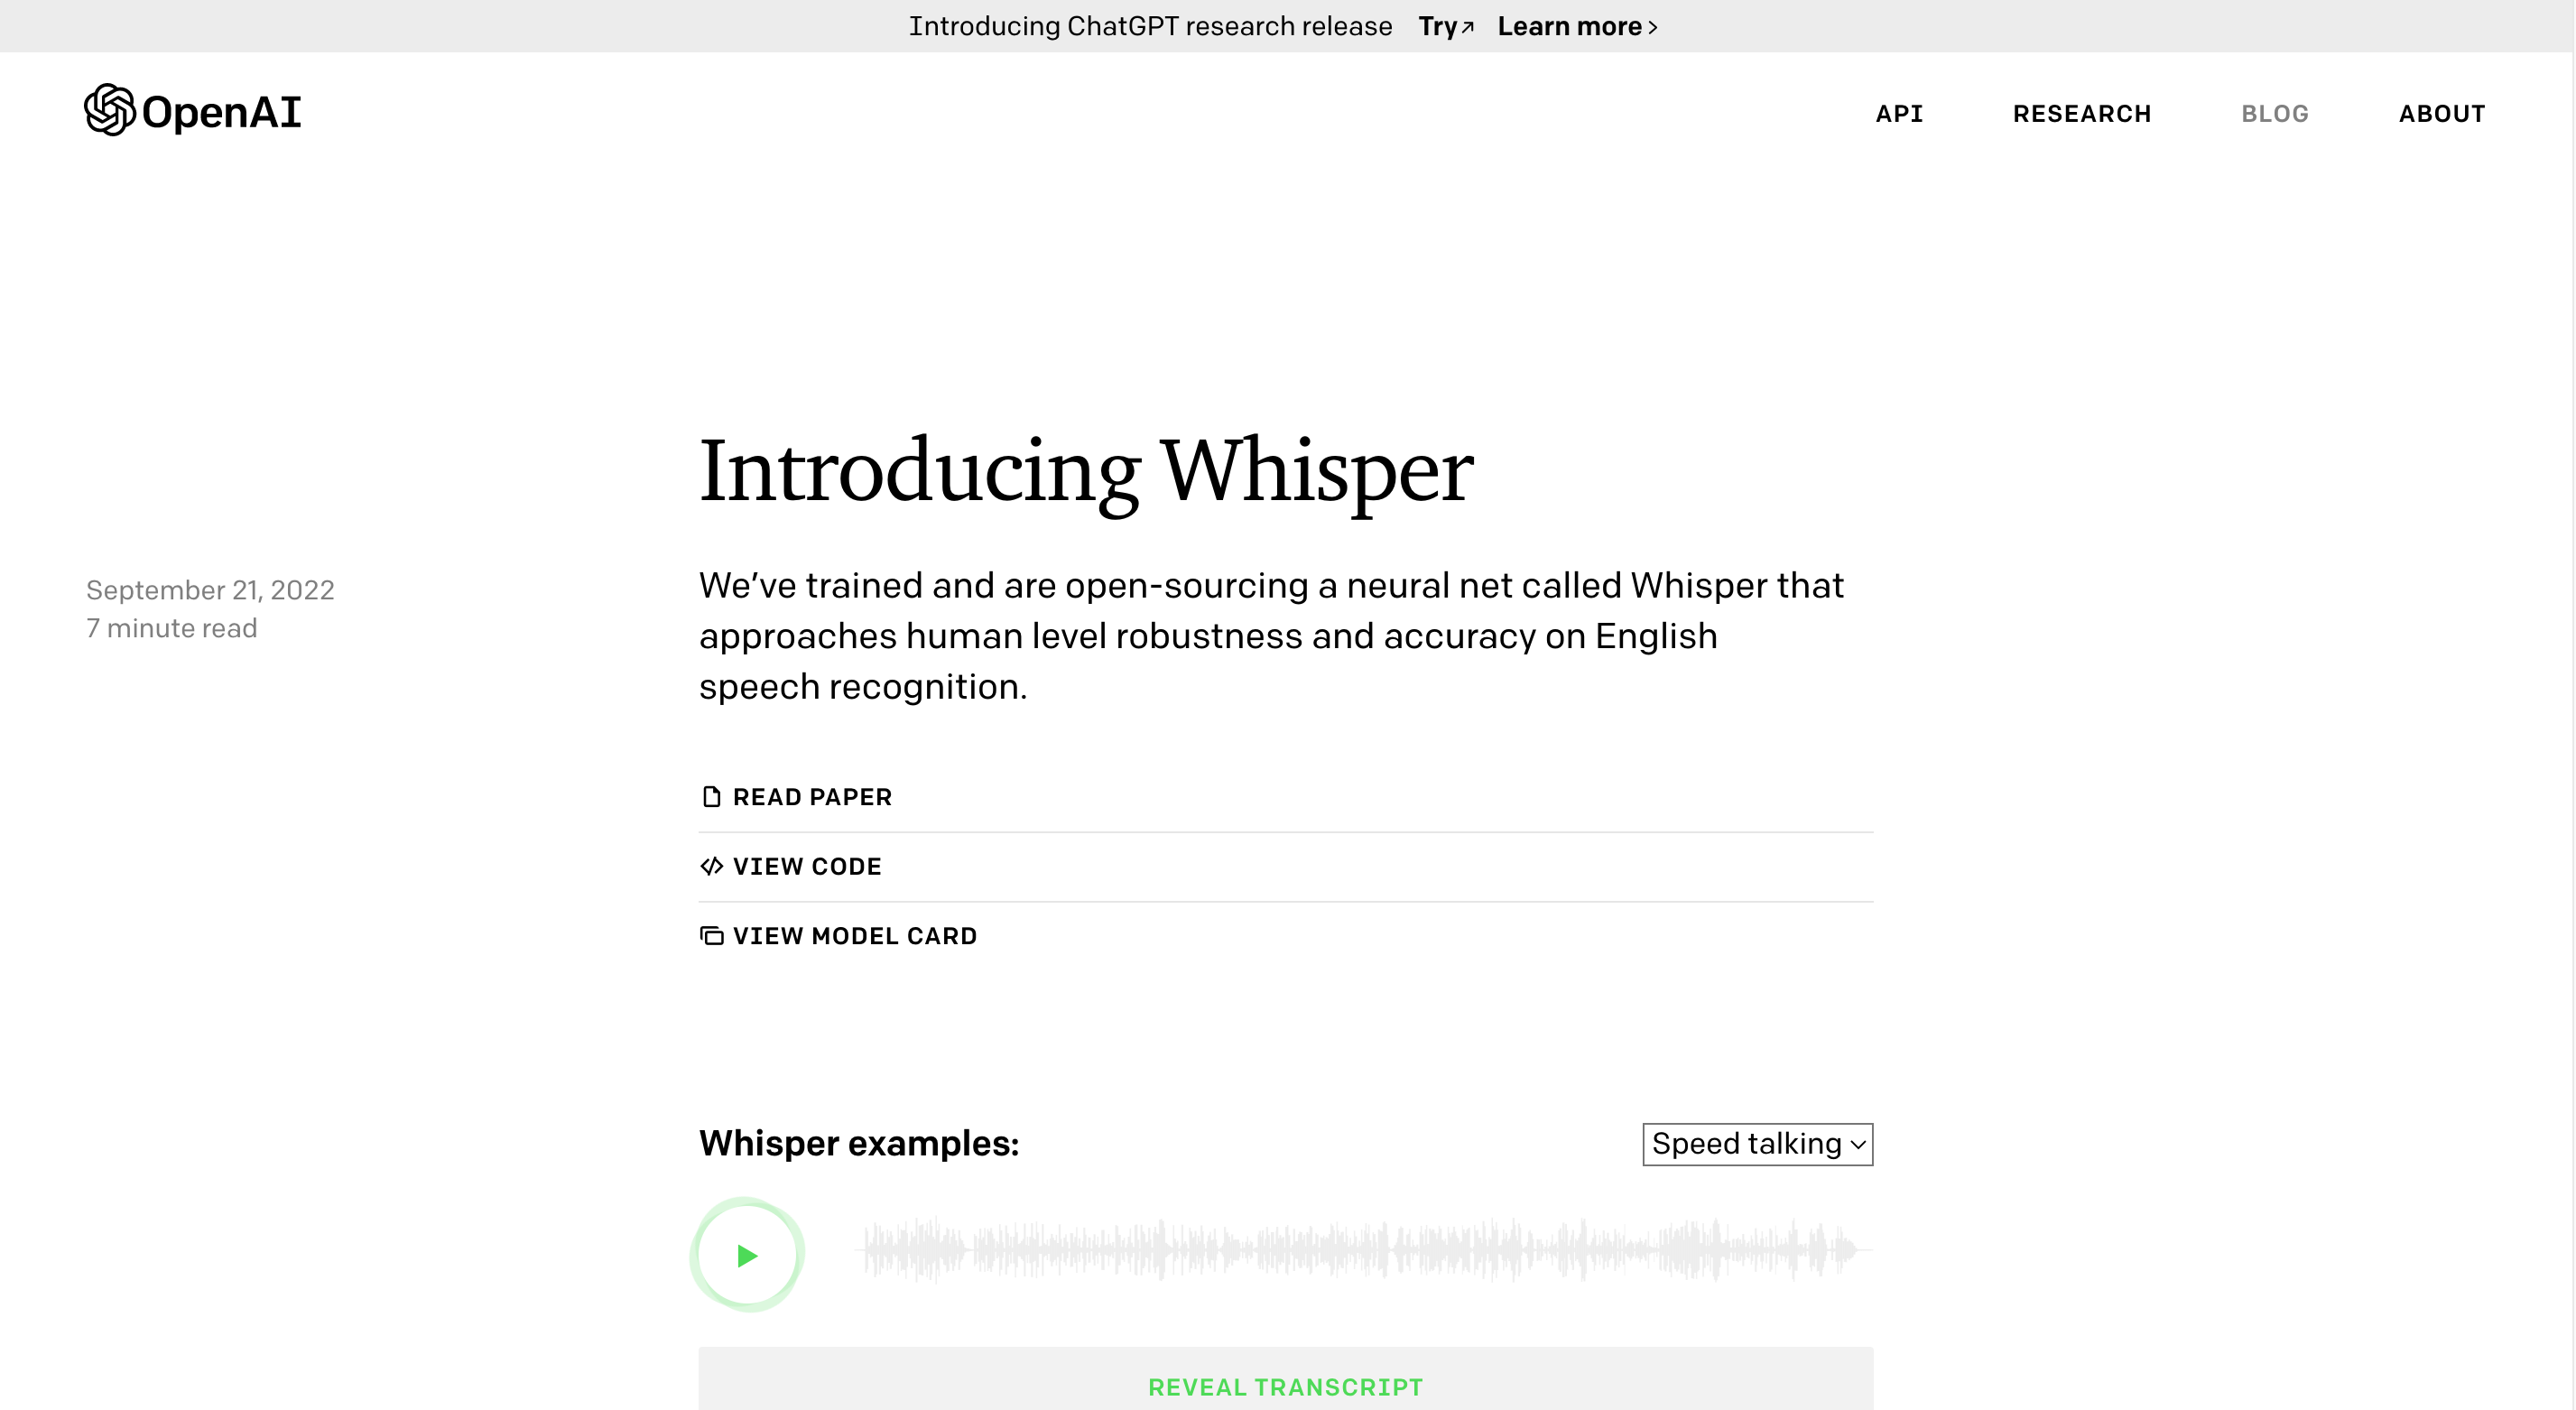 Introducing ChatGPT research release Try↗ Learn more ›
OpenAI
API RESEARCH BLOG ABOUT
Introducing Whisper
September 21, 2022
7 minute read
We’ve trained and are open-sourcing a neural net called Whisper that
approaches human level robustness and accuracy on English
speech recognition.
READ PAPER
VIEW CODE
VIEW MODEL CARD
Whisper examples:
Speed talking
REVEAL TRANSCRIPT